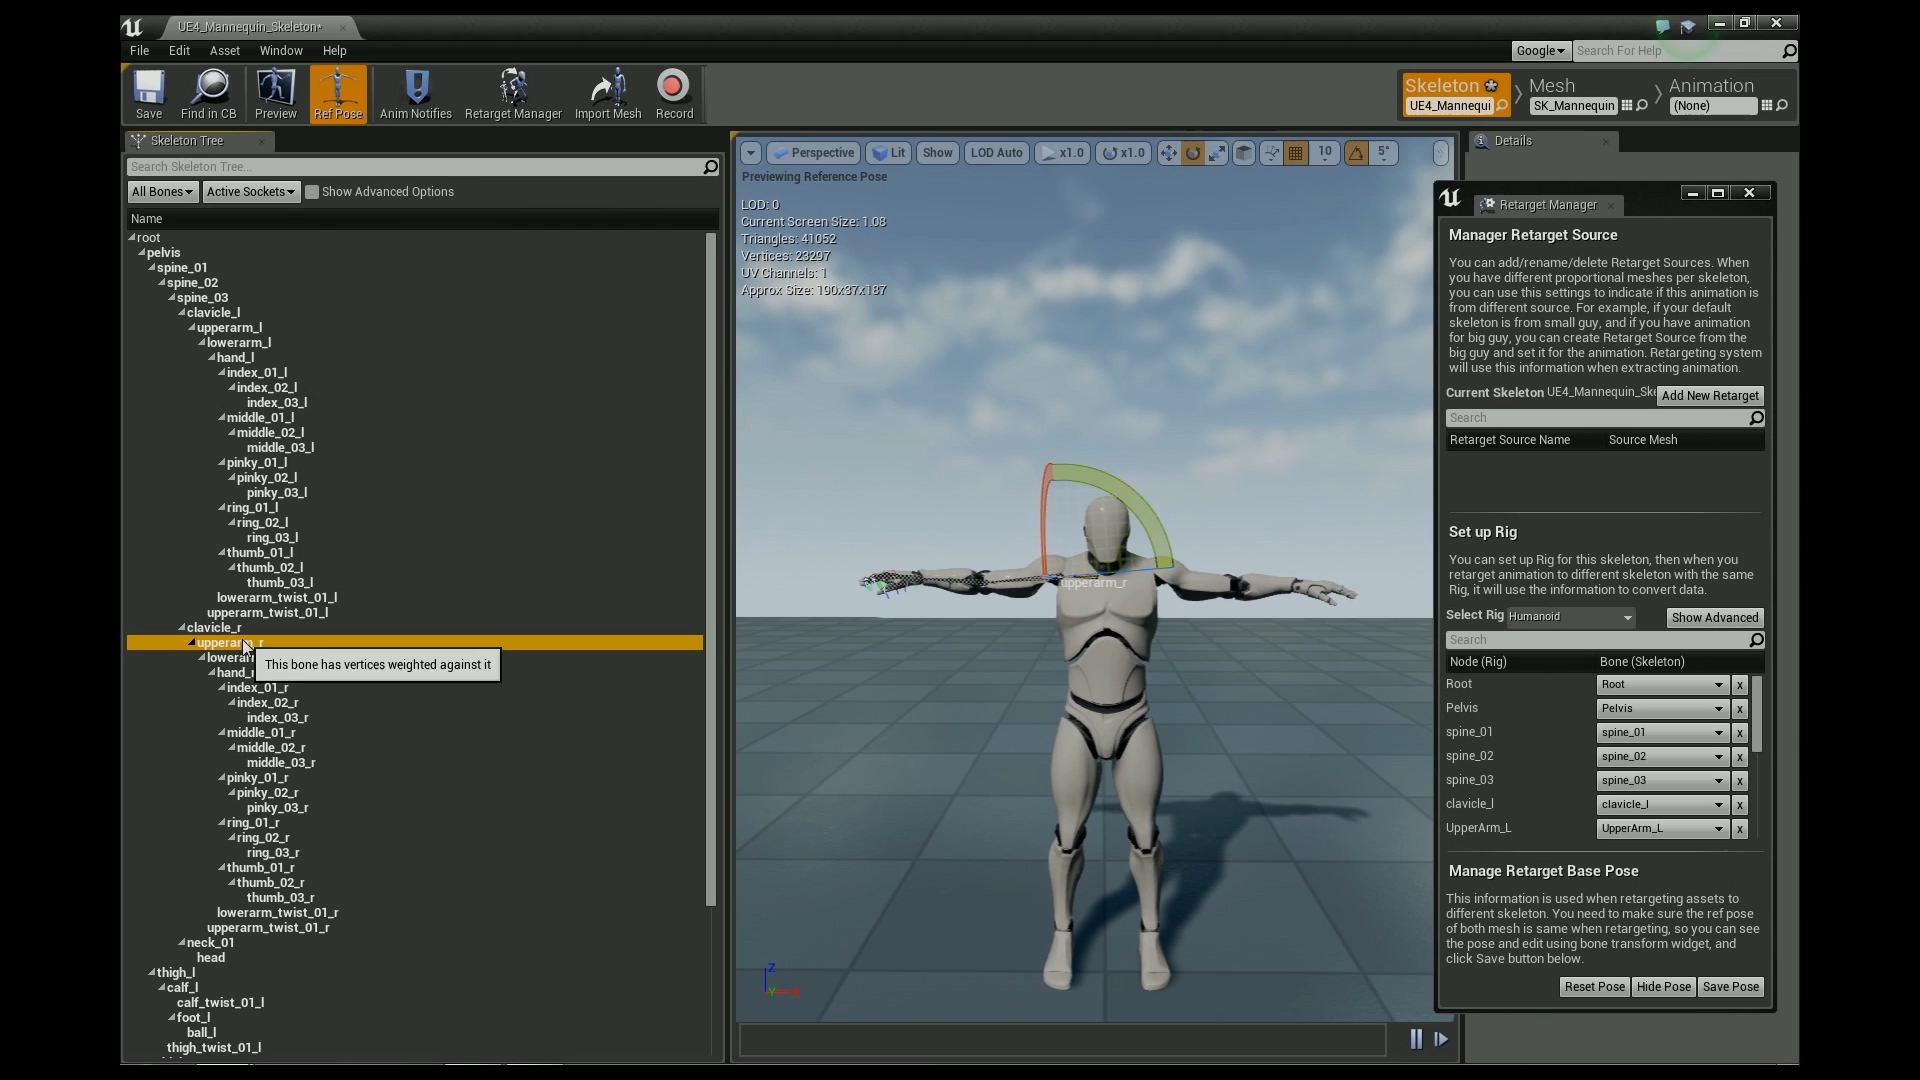 UE4_Mannequin_Skeleton*
File Edit Asset Window Help
Google Search For Help
Save Find in CB Preview Ref Pose Anim Notifies Retarget Manager Import Mesh Record
Skeleton Mesh Animation
UE4_Mannequi SK_Mannequin (None)
Skeleton Tree
Search Skeleton Tree...
All Bones Active Sockets Show Advanced Options
Name
root
pelvis
spine_01
spine_02
spine_03
clavicle_l
upperarm_l
lowerarm_l
hand_l
index_01_l
index_02_l
index_03_l
middle_01_l
middle_02_l
middle_03_l
pinky_01_l
pinky_02_l
pinky_03_l
ring_01_l
ring_02_l
ring_03_l
thumb_01_l
thumb_02_l
thumb_03_l
lowerarm_twist_01_l
upperarm_twist_01_l
clavicle_r
upperarm_r
lowerar
This bone has vertices weighted against it
hand_
index_01_r
index_02_r
index_03_r
middle_01_r
middle_02_r
middle_03_r
pinky_01_r
pinky_02_r
pinky_03_r
ring_01_r
ring_02_r
ring_03_r
thumb_01_r
thumb_02_r
thumb_03_r
lowerarm_twist_01_r
upperarm_twist_01_r
neck_01
head
thigh_l
calf_l
calf_twist_01_l
foot_l
ball_l
thigh_twist_01_l
Perspective Lit Show LOD Auto x1.0 x1.0 10 5°
Previewing Reference Pose
LOD: 0
Current Screen Size: 1.08
Triangles: 41052
Vertices: 23297
UV Channels: 1
Approx Size: 190x37x187
upperarm_r
Z
Y
Details
Retarget Manager
Manager Retarget Source
You can add/rename/delete Retarget Sources. When
you have different proportional meshes per skeleton,
you can use this settings to indicate if this animation is
from different source. For example, if your default
skeleton is from small guy, and if you have animation
for big guy, you can create Retarget Source from the
big guy and set it for the animation. Retargeting system
will use this information when extracting animation.
Current Skeleton UE4_Mannequin_Ske Add New Retarget
Search
Retarget Source Name Source Mesh
Set up Rig
You can set up Rig for this skeleton, then when you
retarget animation to different skeleton with the same
Rig, it will use the information to convert data.
Select Rig Humanoid Show Advanced
Search
Node (Rig) Bone (Skeleton)
Root Root x
Pelvis Pelvis x
spine_01 spine_01 x
spine_02 spine_02 x
spine_03 spine_03 x
clavicle_l clavicle_l x
UpperArm_L UpperArm_L x
Manage Retarget Base Pose
This information is used when retargeting assets to
different skeleton. You need to make sure the ref pose
of both mesh is same when retargeting, so you can see
the pose and edit using bone transform widget, and
click Save button below.
Reset Pose Hide Pose Save Pose